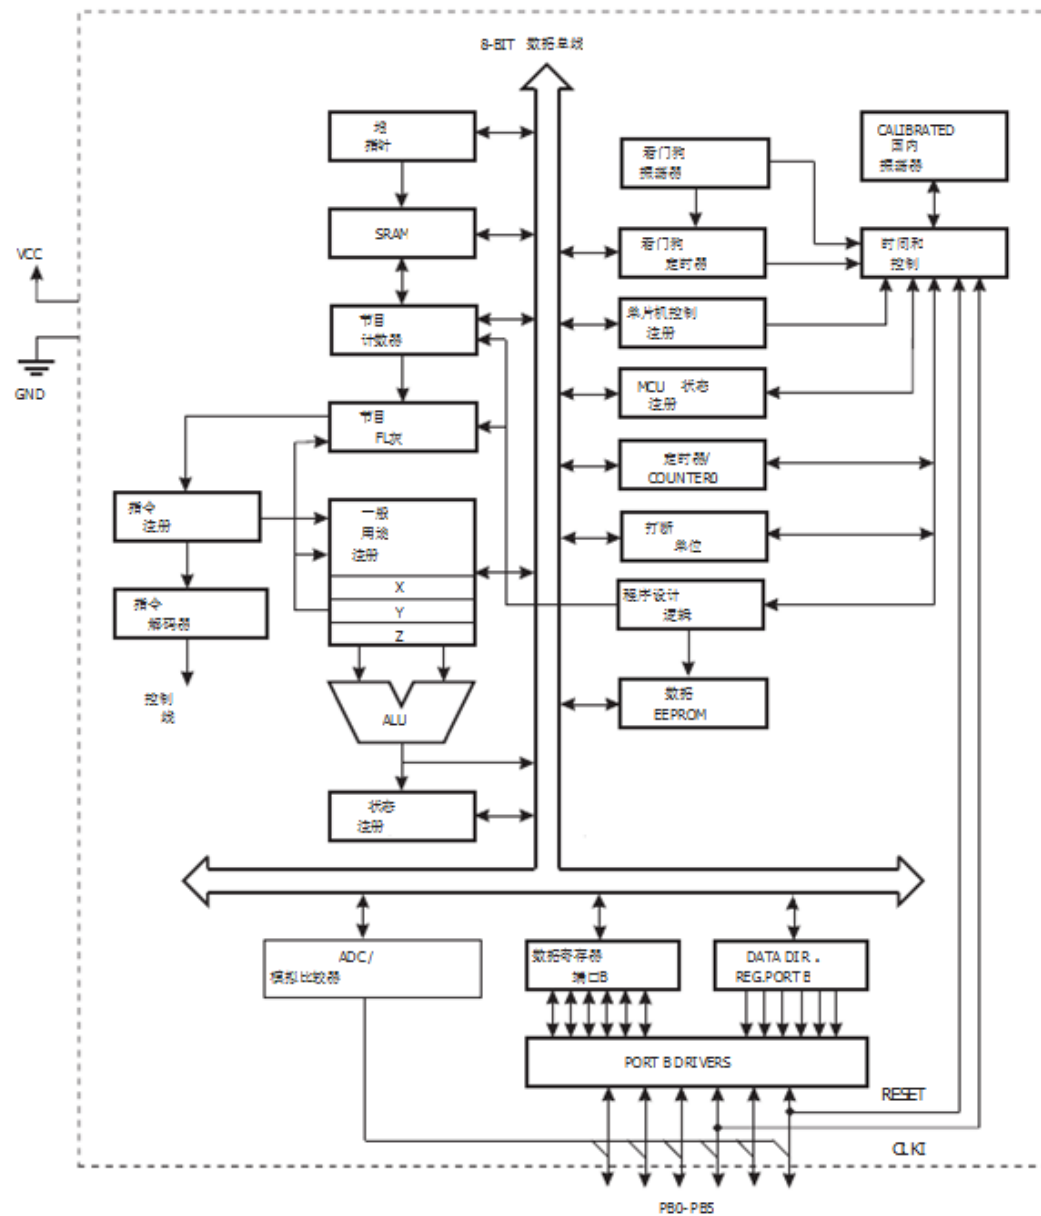 8-BIT 数据总线
堆
指针
SRAM
节目
计数器
节目
FL灰
指令
注册
指令
解码器
控制
线
一般
用途
注册
X
Y
Z
ALU
状态
注册
VCC
GND
看门狗
振荡器
看门狗
定时器
单片机控制
注册
MCU 状态
注册
定时器/
COUNTER0
打断
单位
程序设计
逻辑
数据
EEPROM
CALIBRATED
国内
振荡器
时间和
控制
ADC /
模拟比较器
数据寄存器
端口B
DATA DIR .
REG.PORT B
PORT B DRIVERS
RESET
CLKI
PB0-PB5